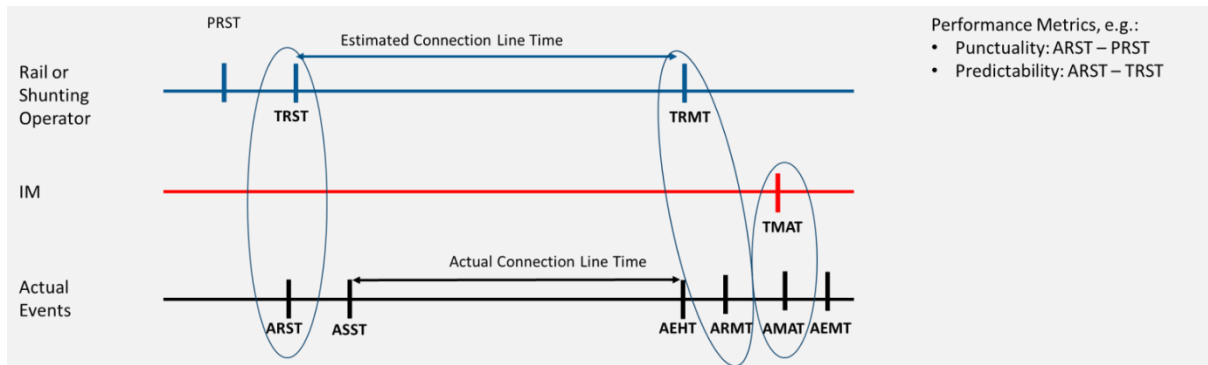 PRST
Estimated Connection Line Time
Rail or
Shunting
Operator
TRST
TRMT
IM
TMAT
Actual Connection Line Time
Actual
Events
ARST
ASST
AEHT
ARMT
AMAT
AEMT
Performance Metrics, e.g.:
• Punctuality: ARST – PRST
• Predictability: ARST – TRST